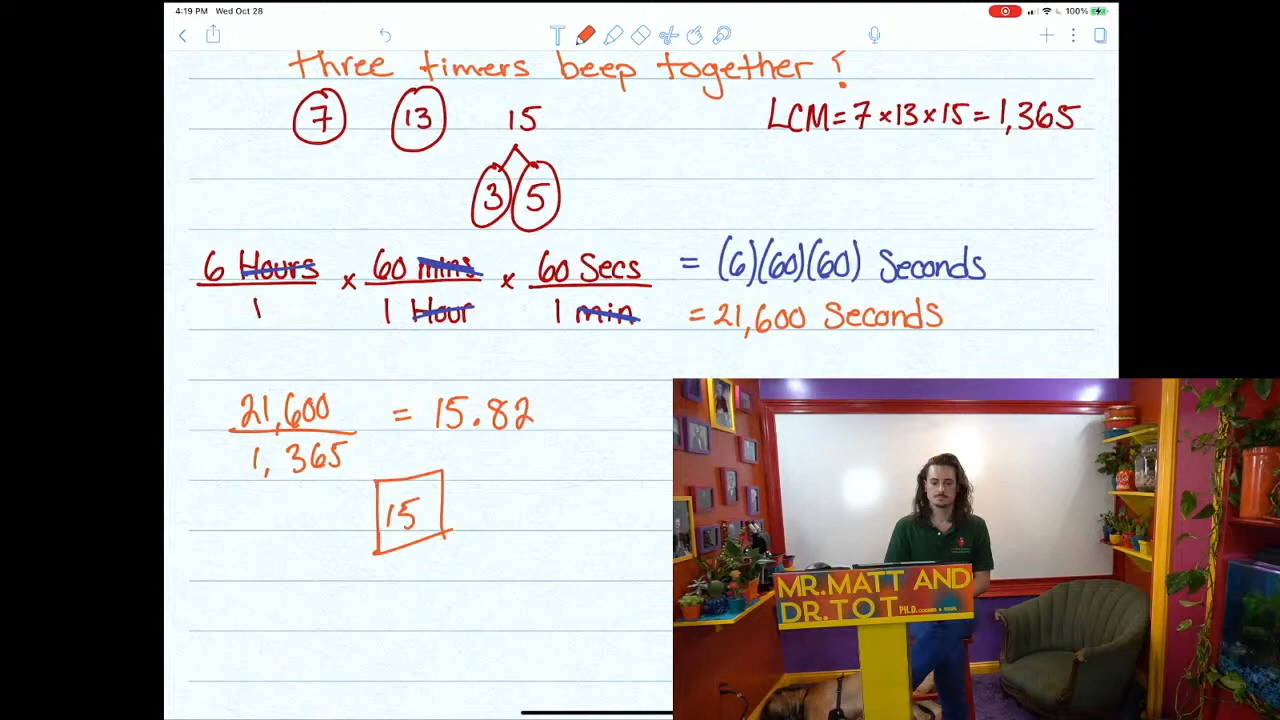 4:19 PM Wed Oct 28
100%
T
three timers beep together?
7 13 15
LCM = 7 × 13 × 15 = 1,365
3 5
6 Hours × 60 mins × 60 Secs = (6)(60)(60) Seconds
1 1 Hour 1 min
= 21,600 Seconds
21,600 = 15.82
1,365
15
MR. MATT AND
DR. TOT PH.D.